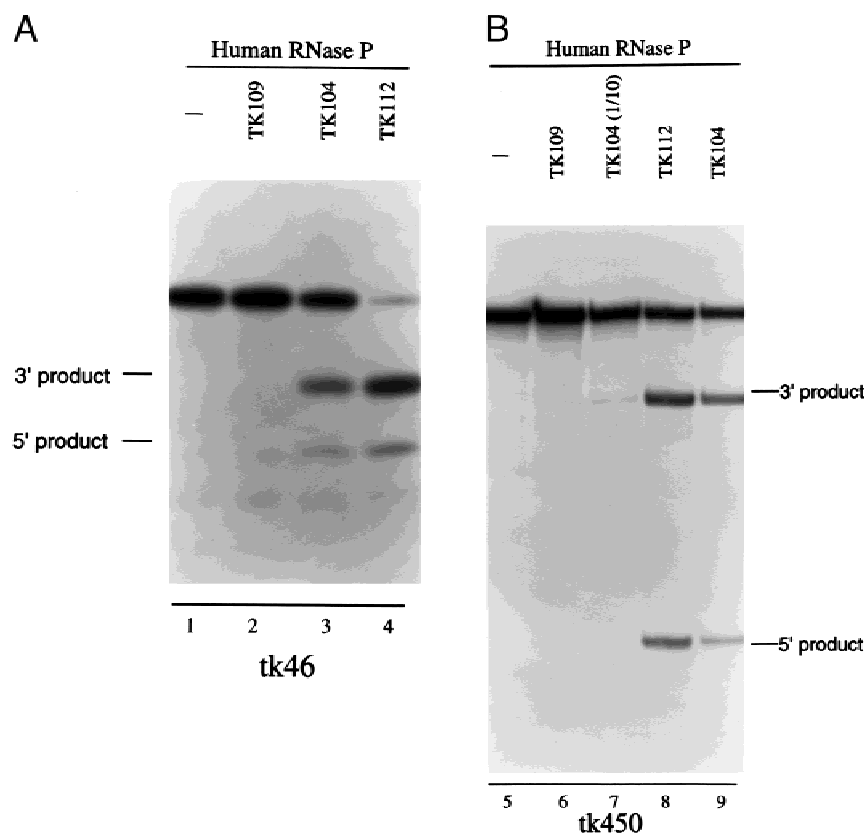 A
Human RNase P
—
TK109
TK104
TK112
3' product
5' product
1 2 3 4
tk46
B
Human RNase P
—
TK109
TK104 (1/10)
TK112
TK104
3' product
5' product
5 6 7 8 9
tk450